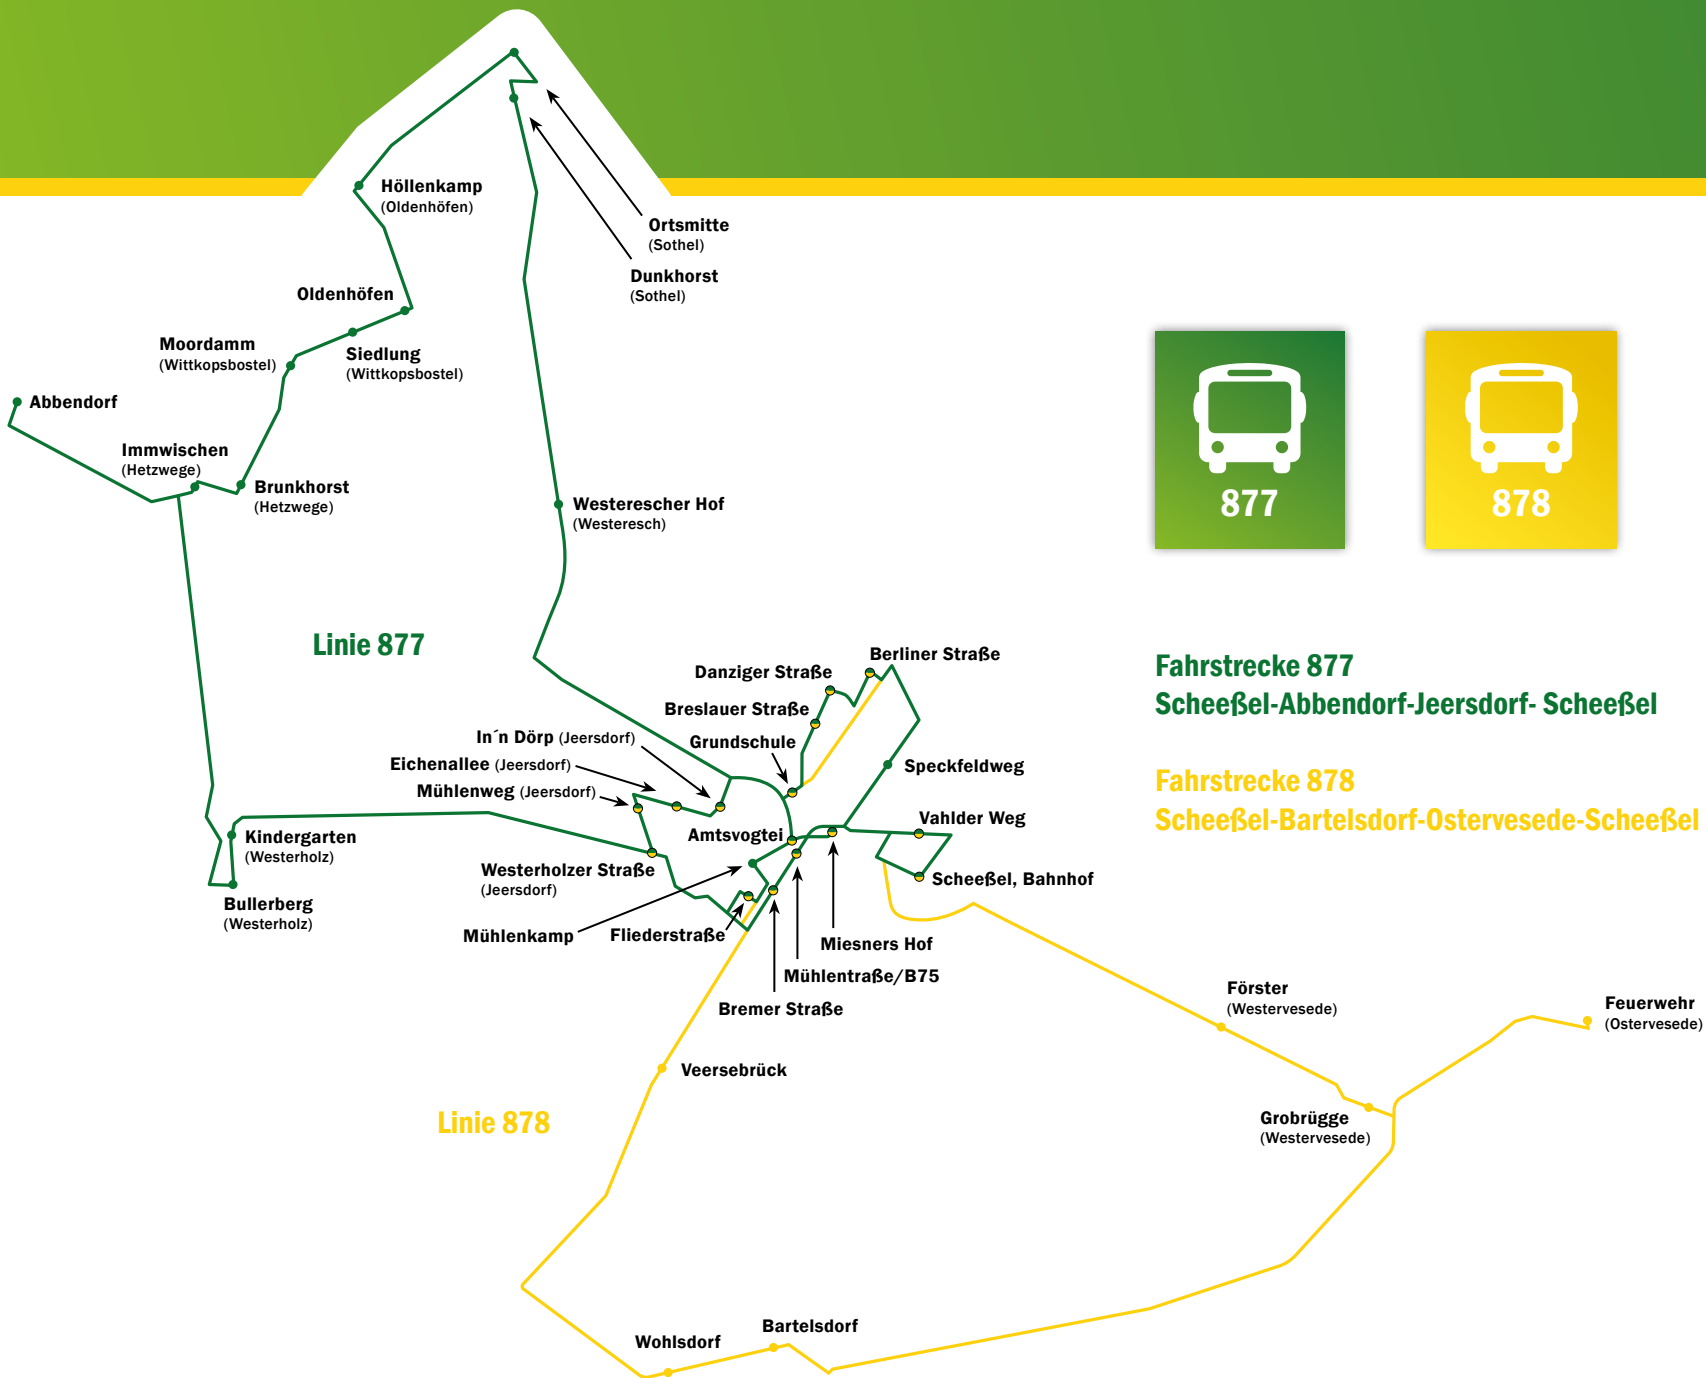 Höllenkamp
(Oldenhöfen)
Ortsmitte
(Sothel)
Dunkhorst
(Sothel)
Oldenhöfen
Moordamm
(Wittkopsbostel)
Siedlung
(Wittkopsbostel)
Abbendorf
Immwischen
(Hetzwege)
Brunkhorst
(Hetzwege)
Westerescher Hof
(Westeresch)
877
878
Linie 877
Fahrstrecke 877
Scheeßel-Abbendorf-Jeersdorf- Scheeßel
Fahrstrecke 878
Scheeßel-Bartelsdorf-Ostervesede-Scheeßel
Berliner Straße
Danziger Straße
Breslauer Straße
In´n Dörp (Jeersdorf)
Grundschule
Eichenallee (Jeersdorf)
Mühlenweg (Jeersdorf)
Speckfeldweg
Vahlder Weg
Amtsvogtei
Kindergarten
(Westerholz)
Westerholzer Straße
(Jeersdorf)
Scheeßel, Bahnhof
Bullerberg
(Westerholz)
Mühlenkamp
Fliederstraße
Miesners Hof
Mühlentraße/B75
Bremer Straße
Förster
(Westervesede)
Feuerwehr
(Ostervesede)
Veersebrück
Linie 878
Grobrügge
(Westervesede)
Wohlsdorf
Bartelsdorf